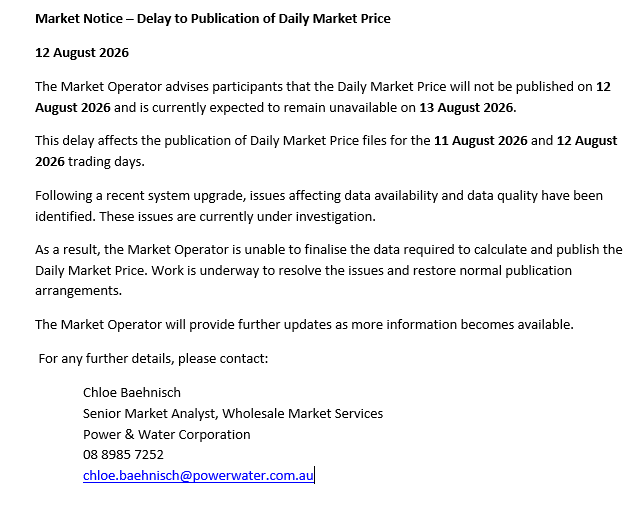 Market Notice – Delay to Publication of Daily Market Price
12 August 2026
The Market Operator advises participants that the Daily Market Price will not be published on 12
August 2026 and is currently expected to remain unavailable on 13 August 2026.
This delay affects the publication of Daily Market Price files for the 11 August 2026 and 12 August
2026 trading days.
Following a recent system upgrade, issues affecting data availability and data quality have been
identified. These issues are currently under investigation.
As a result, the Market Operator is unable to finalise the data required to calculate and publish the
Daily Market Price. Work is underway to resolve the issues and restore normal publication
arrangements.
The Market Operator will provide further updates as more information becomes available.
For any further details, please contact:
Chloe Baehnisch
Senior Market Analyst, Wholesale Market Services
Power & Water Corporation
08 8985 7252
chloe.baehnisch@powerwater.com.au